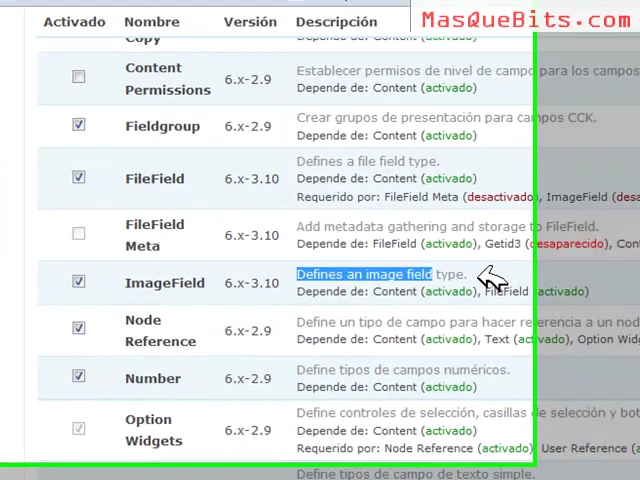 MasQueBits.com
Activado Nombre Versión Descripción
Copy Depende de: Content (activado)
Content Permissions 6.x-2.9 Establecer permisos de nivel de campo para los campos
Depende de: Content (activado)
Fieldgroup 6.x-2.9 Crear grupos de presentación para campos CCK.
Depende de: Content (activado)
FileField 6.x-3.10 Defines a file field type.
Depende de: Content (activado)
Requerido por: FileField Meta (desactivado), ImageField (desa
FileField Meta 6.x-3.10 Add metadata gathering and storage to FileField.
Depende de: FileField (activado), Getid3 (desaparecido), Con
ImageField 6.x-3.10 Defines an image field type.
Depende de: Content (activado), FileField (activado)
Node Reference 6.x-2.9 Define un tipo de campo para hacer referencia a un nod
Depende de: Content (activado), Text (activado), Option Widg
Number 6.x-2.9 Define tipos de campos numéricos.
Depende de: Content (activado)
Option Widgets 6.x-2.9 Define controles de selección, casillas de selección y bot
Depende de: Content (activado)
Requerido por: Node Reference (activado), User Reference (a
Define tipos de campo de texto simple.